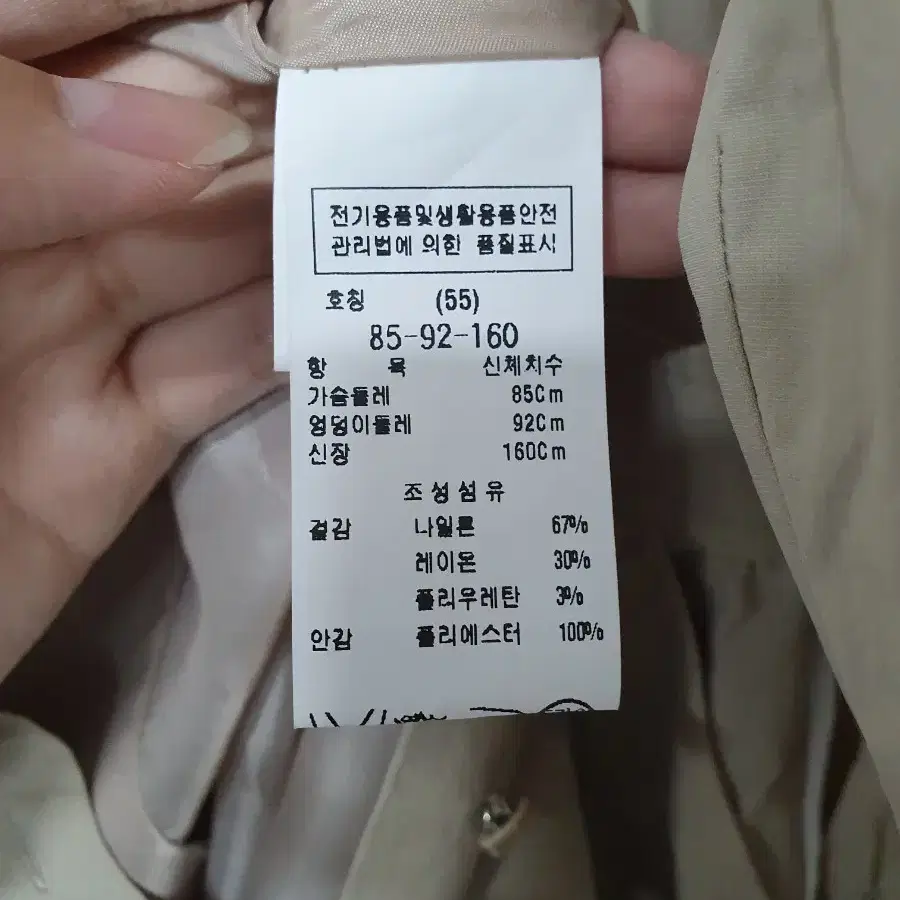 전기용품및생활용품안전
관리법에 의한 품질표시
호칭 (55)
85-92-160
항 목 신체치수
가슴둘레 85Cm
엉덩이둘레 92Cm
신장 160Cm
조성섬유
겉감 나일론 67%
레이온 30%
폴리우레탄 3%
안감 폴리에스터 100%